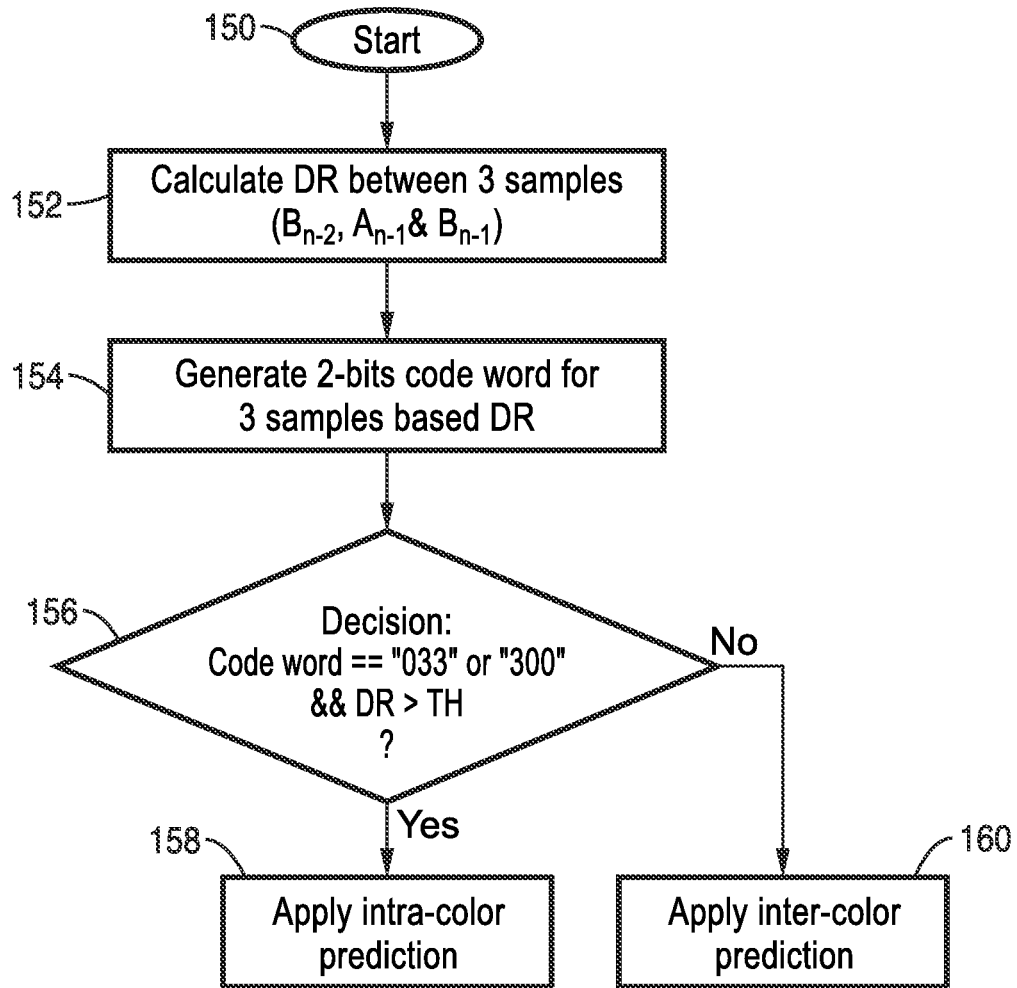 150
Start
152
Calculate DR between 3 samples
(Bn-2, An-1& Bn-1)
154
Generate 2-bits code word for
3 samples based DR
156
Decision:
Code word == "033" or "300"
&& DR > TH
?
No
Yes
158
160
Apply intra-color
prediction
Apply inter-color
prediction